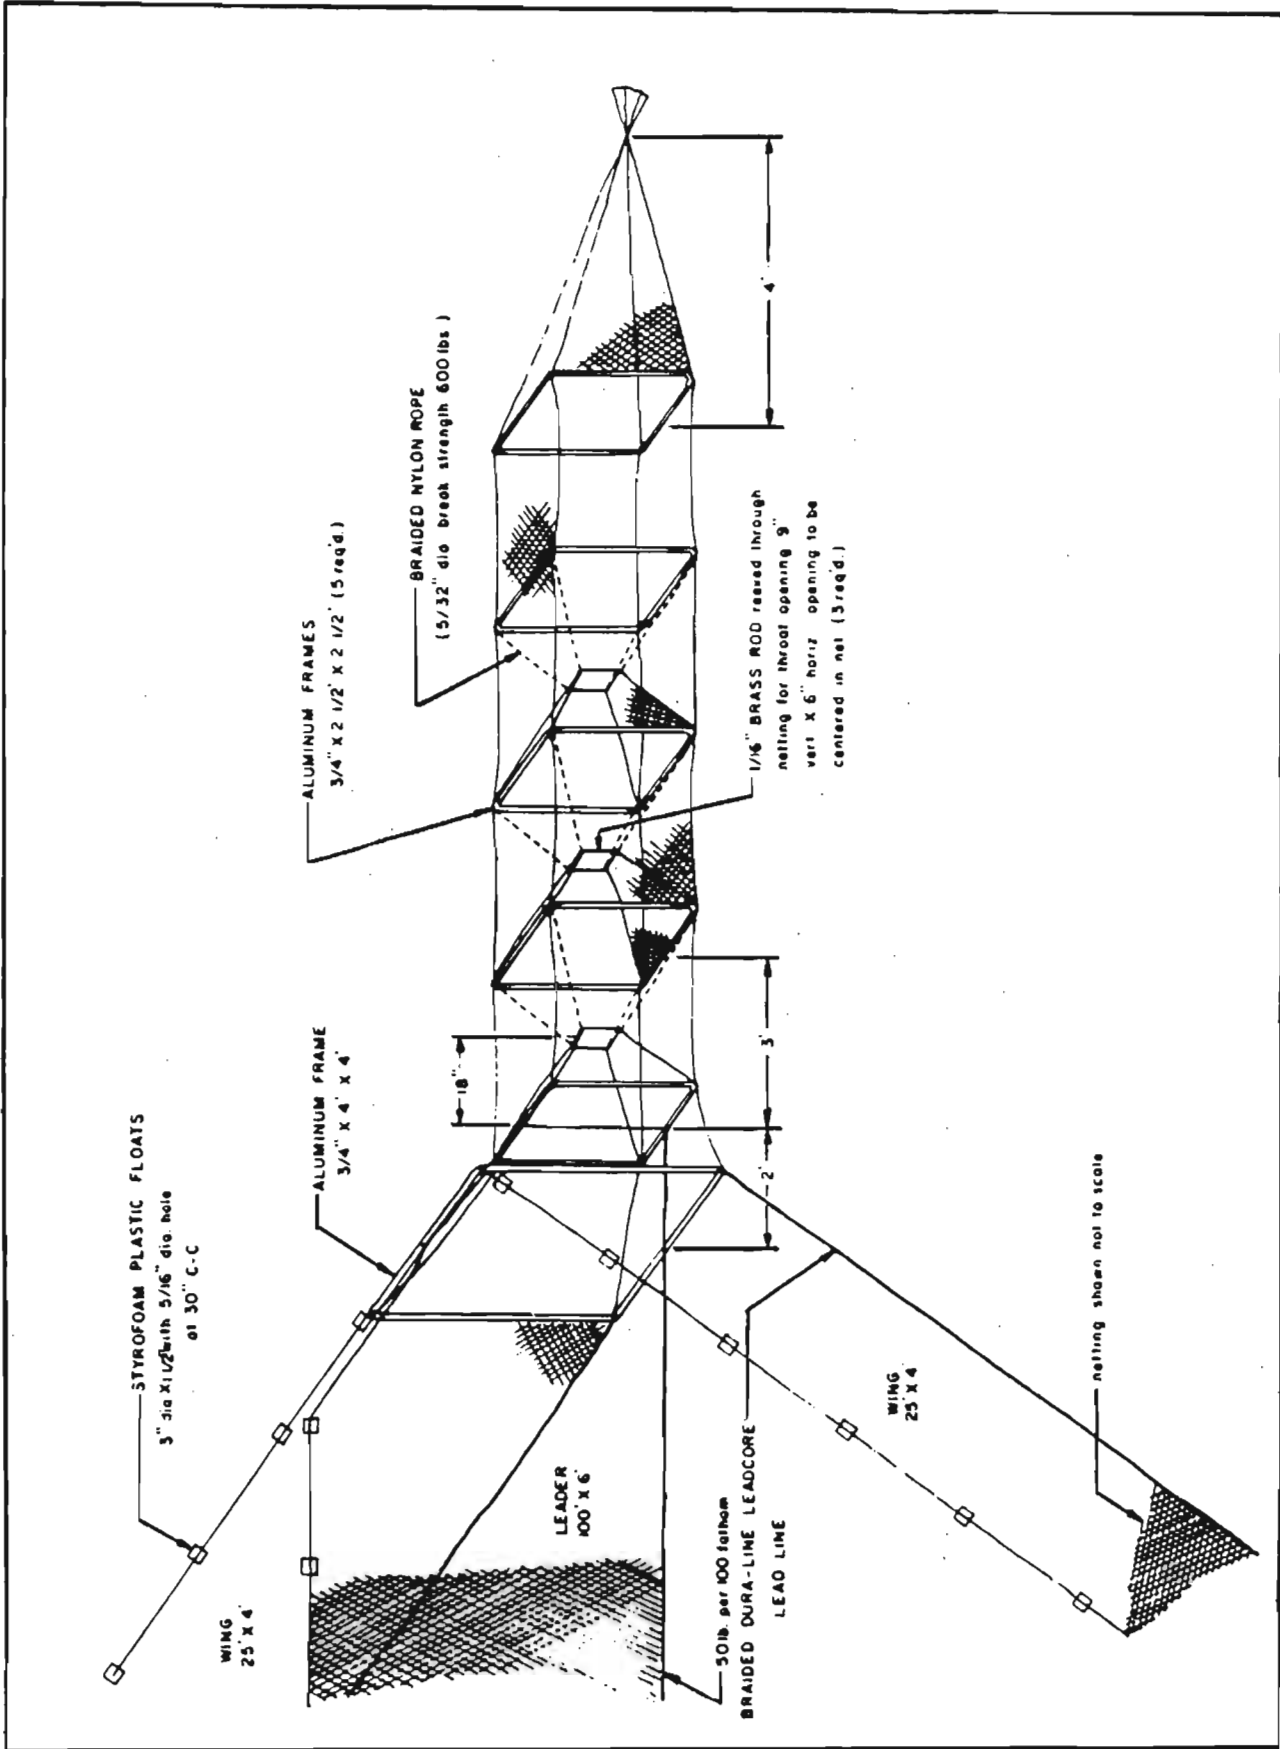 STYROFOAM PLASTIC FLOATS
3" dia X 1 1/2" with 5/16" dia. hole
at 30" C-C
ALUMINUM FRAME
3/4" X 4' X 4'
ALUMINUM FRAMES
3/4" X 2 1/2' X 2 1/2' (5 req'd.)
BRAIDED NYLON ROPE
(5/32" dia break strength 600 lbs)
18"
WING
25' X 4'
LEADER
100' X 6'
2'
3'
4'
1/16" BRASS ROD reeved through
netting for throat opening 9"
vert X 6" horiz opening to be
centered in net (3 req'd.)
50 lb. per 100 fathom
BRAIDED DURA-LINE LEADCORE
LEAD LINE
WING
25' X 4'
netting shown not to scale